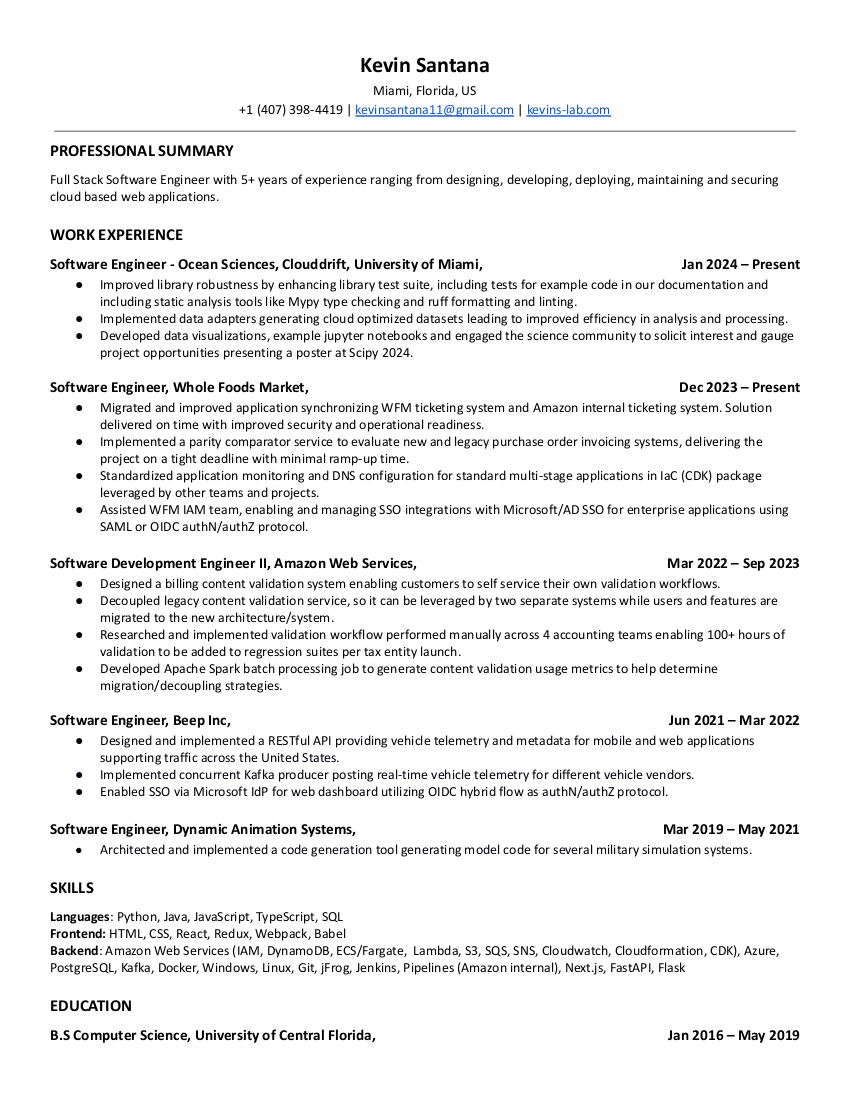 Kevin Santana
Miami, Florida, US
+1 (407) 398-4419 | kevinsantana11@gmail.com | kevins-lab.com
PROFESSIONAL SUMMARY
Full Stack Software Engineer with 5+ years of experience ranging from designing, developing, deploying, maintaining and securing
cloud based web applications.
WORK EXPERIENCE
Software Engineer - Ocean Sciences, Clouddrift, University of Miami, Jan 2024 – Present
● Improved library robustness by enhancing library test suite, including tests for example code in our documentation and
including static analysis tools like Mypy type checking and ruff formatting and linting.
● Implemented data adapters generating cloud optimized datasets leading to improved efficiency in analysis and processing.
● Developed data visualizations, example jupyter notebooks and engaged the science community to solicit interest and gauge
project opportunities presenting a poster at Scipy 2024.
Software Engineer, Whole Foods Market, Dec 2023 – Present
● Migrated and improved application synchronizing WFM ticketing system and Amazon internal ticketing system. Solution
delivered on time with improved security and operational readiness.
● Implemented a parity comparator service to evaluate new and legacy purchase order invoicing systems, delivering the
project on a tight deadline with minimal ramp-up time.
● Standardized application monitoring and DNS configuration for standard multi-stage applications in IaC (CDK) package
leveraged by other teams and projects.
● Assisted WFM IAM team, enabling and managing SSO integrations with Microsoft/AD SSO for enterprise applications using
SAML or OIDC authN/authZ protocol.
Software Development Engineer II, Amazon Web Services, Mar 2022 – Sep 2023
● Designed a billing content validation system enabling customers to self service their own validation workflows.
● Decoupled legacy content validation service, so it can be leveraged by two separate systems while users and features are
migrated to the new architecture/system.
● Researched and implemented validation workflow performed manually across 4 accounting teams enabling 100+ hours of
validation to be added to regression suites per tax entity launch.
● Developed Apache Spark batch processing job to generate content validation usage metrics to help determine
migration/decoupling strategies.
Software Engineer, Beep Inc, Jun 2021 – Mar 2022
● Designed and implemented a RESTful API providing vehicle telemetry and metadata for mobile and web applications
supporting traffic across the United States.
● Implemented concurrent Kafka producer posting real-time vehicle telemetry for different vehicle vendors.
● Enabled SSO via Microsoft IdP for web dashboard utilizing OIDC hybrid flow as authN/authZ protocol.
Software Engineer, Dynamic Animation Systems, Mar 2019 – May 2021
● Architected and implemented a code generation tool generating model code for several military simulation systems.
SKILLS
Languages: Python, Java, JavaScript, TypeScript, SQL
Frontend: HTML, CSS, React, Redux, Webpack, Babel
Backend: Amazon Web Services (IAM, DynamoDB, ECS/Fargate, Lambda, S3, SQS, SNS, Cloudwatch, Cloudformation, CDK), Azure,
PostgreSQL, Kafka, Docker, Windows, Linux, Git, jFrog, Jenkins, Pipelines (Amazon internal), Next.js, FastAPI, Flask
EDUCATION
B.S Computer Science, University of Central Florida, Jan 2016 – May 2019